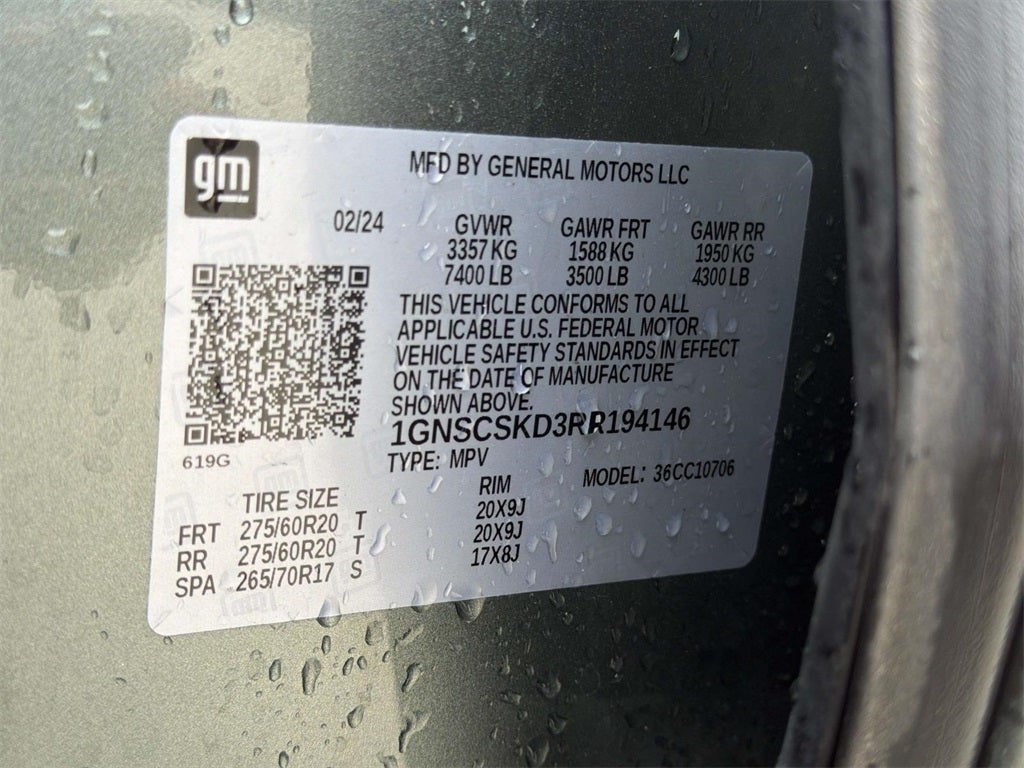 gm
MFD BY GENERAL MOTORS LLC
02/24 GVWR GAWR FRT GAWR RR
3357 KG 1588 KG 1950 KG
7400 LB 3500 LB 4300 LB
THIS VEHICLE CONFORMS TO ALL
APPLICABLE U.S. FEDERAL MOTOR
VEHICLE SAFETY STANDARDS IN EFFECT
ON THE DATE OF MANUFACTURE
SHOWN ABOVE.
1GNSCSKD3RR194146
619G
TYPE: MPV MODEL: 36CC10706
TIRE SIZE RIM
FRT 275/60R20 T 20X9J
RR 275/60R20 T 20X9J
SPA 265/70R17 S 17X8J